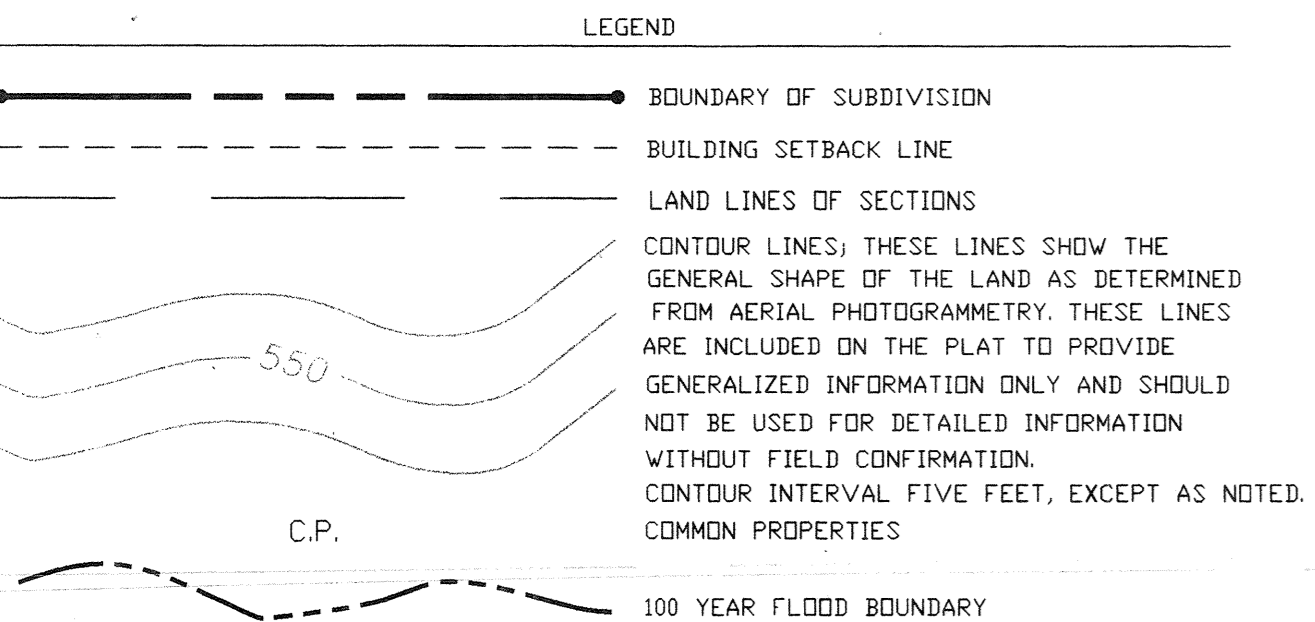 LEGEND
BOUNDARY OF SUBDIVISION
BUILDING SETBACK LINE
LAND LINES OF SECTIONS
CONTOUR LINES; THESE LINES SHOW THE
GENERAL SHAPE OF THE LAND AS DETERMINED
FROM AERIAL PHOTOGRAMMETRY. THESE LINES
ARE INCLUDED ON THE PLAT TO PROVIDE
550
GENERALIZED INFORMATION ONLY AND SHOULD
NOT BE USED FOR DETAILED INFORMATION
WITHOUT FIELD CONFIRMATION.
CONTOUR INTERVAL FIVE FEET, EXCEPT AS NOTED.
C.P. COMMON PROPERTIES
100 YEAR FLOOD BOUNDARY